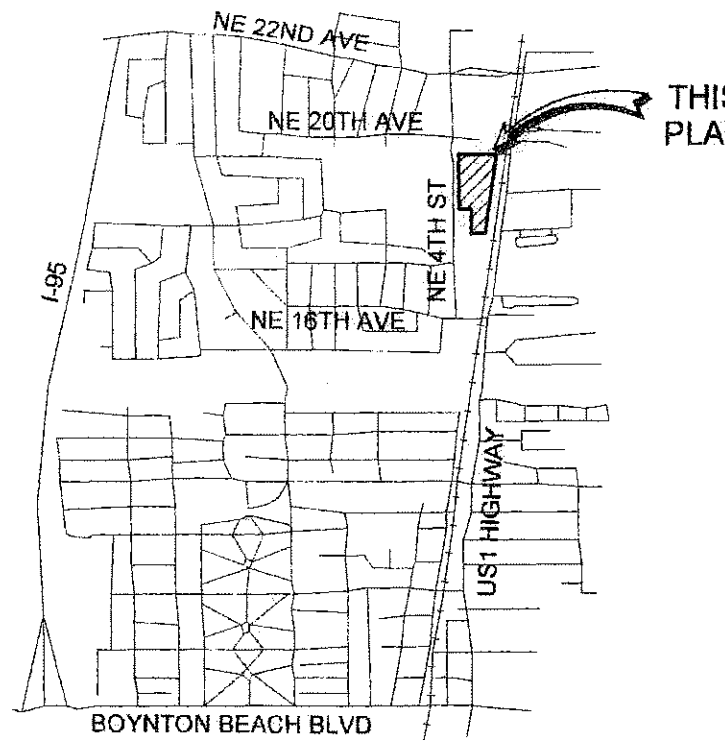 NE 22ND AVE
THIS
PLA
NE 20TH AVE
NE 4TH ST
I-95
NE 16TH AVE
US1 HIGHWAY
BOYNTON BEACH BLVD